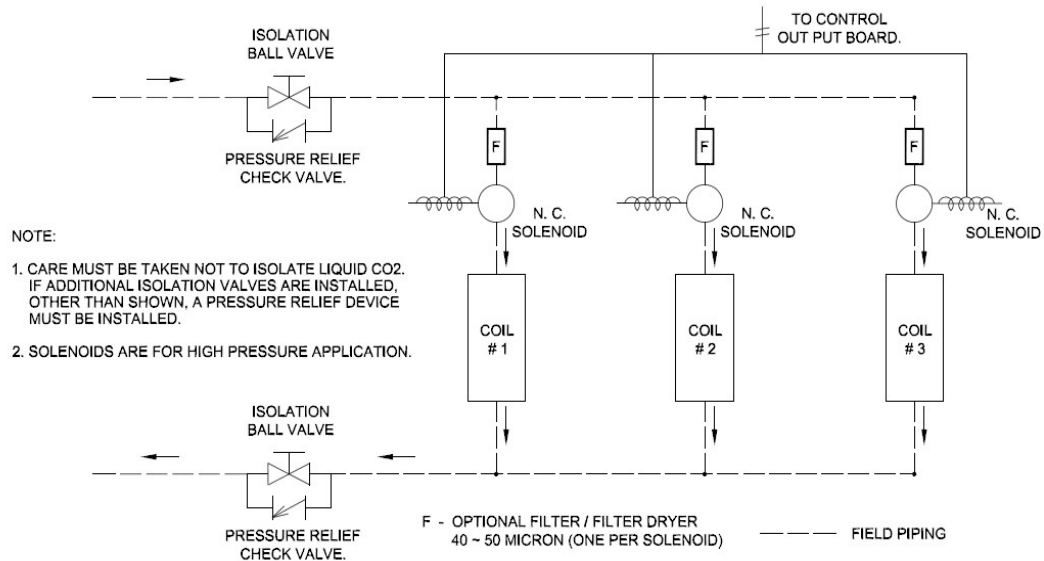 TO CONTROL
OUT PUT BOARD.
ISOLATION
BALL VALVE
PRESSURE RELIEF
CHECK VALVE.
F
F
F
N. C.
SOLENOID
N. C.
SOLENOID
N. C.
SOLENOID
NOTE:
1. CARE MUST BE TAKEN NOT TO ISOLATE LIQUID CO2.
IF ADDITIONAL ISOLATION VALVES ARE INSTALLED,
OTHER THAN SHOWN, A PRESSURE RELIEF DEVICE
MUST BE INSTALLED.
2. SOLENOIDS ARE FOR HIGH PRESSURE APPLICATION.
COIL
# 1
COIL
# 2
COIL
# 3
ISOLATION
BALL VALVE
PRESSURE RELIEF
CHECK VALVE.
F - OPTIONAL FILTER / FILTER DRYER
40 ~ 50 MICRON (ONE PER SOLENOID)
FIELD PIPING